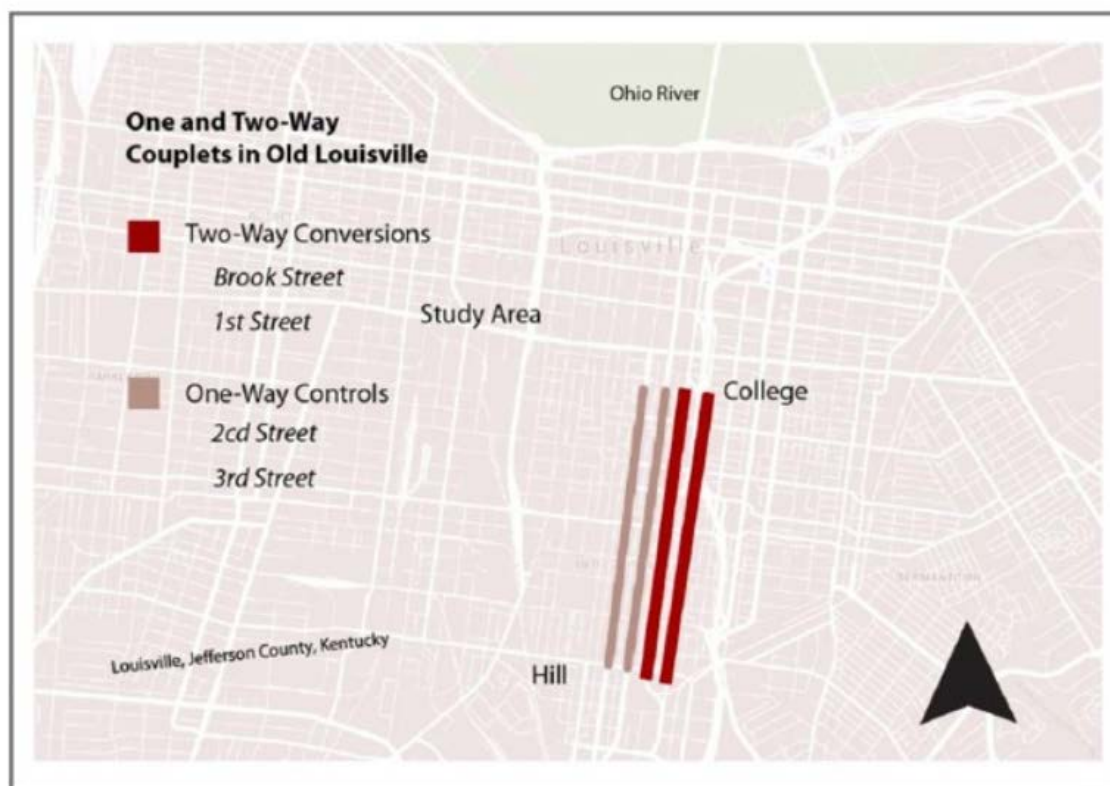 Ohio River
One and Two-Way
Couplets in Old Louisville
Two-Way Conversions
Brook Street
1st Street
Louisville
Study Area
One-Way Controls
2cd Street
3rd Street
College
Hill
Louisville, Jefferson County, Kentucky